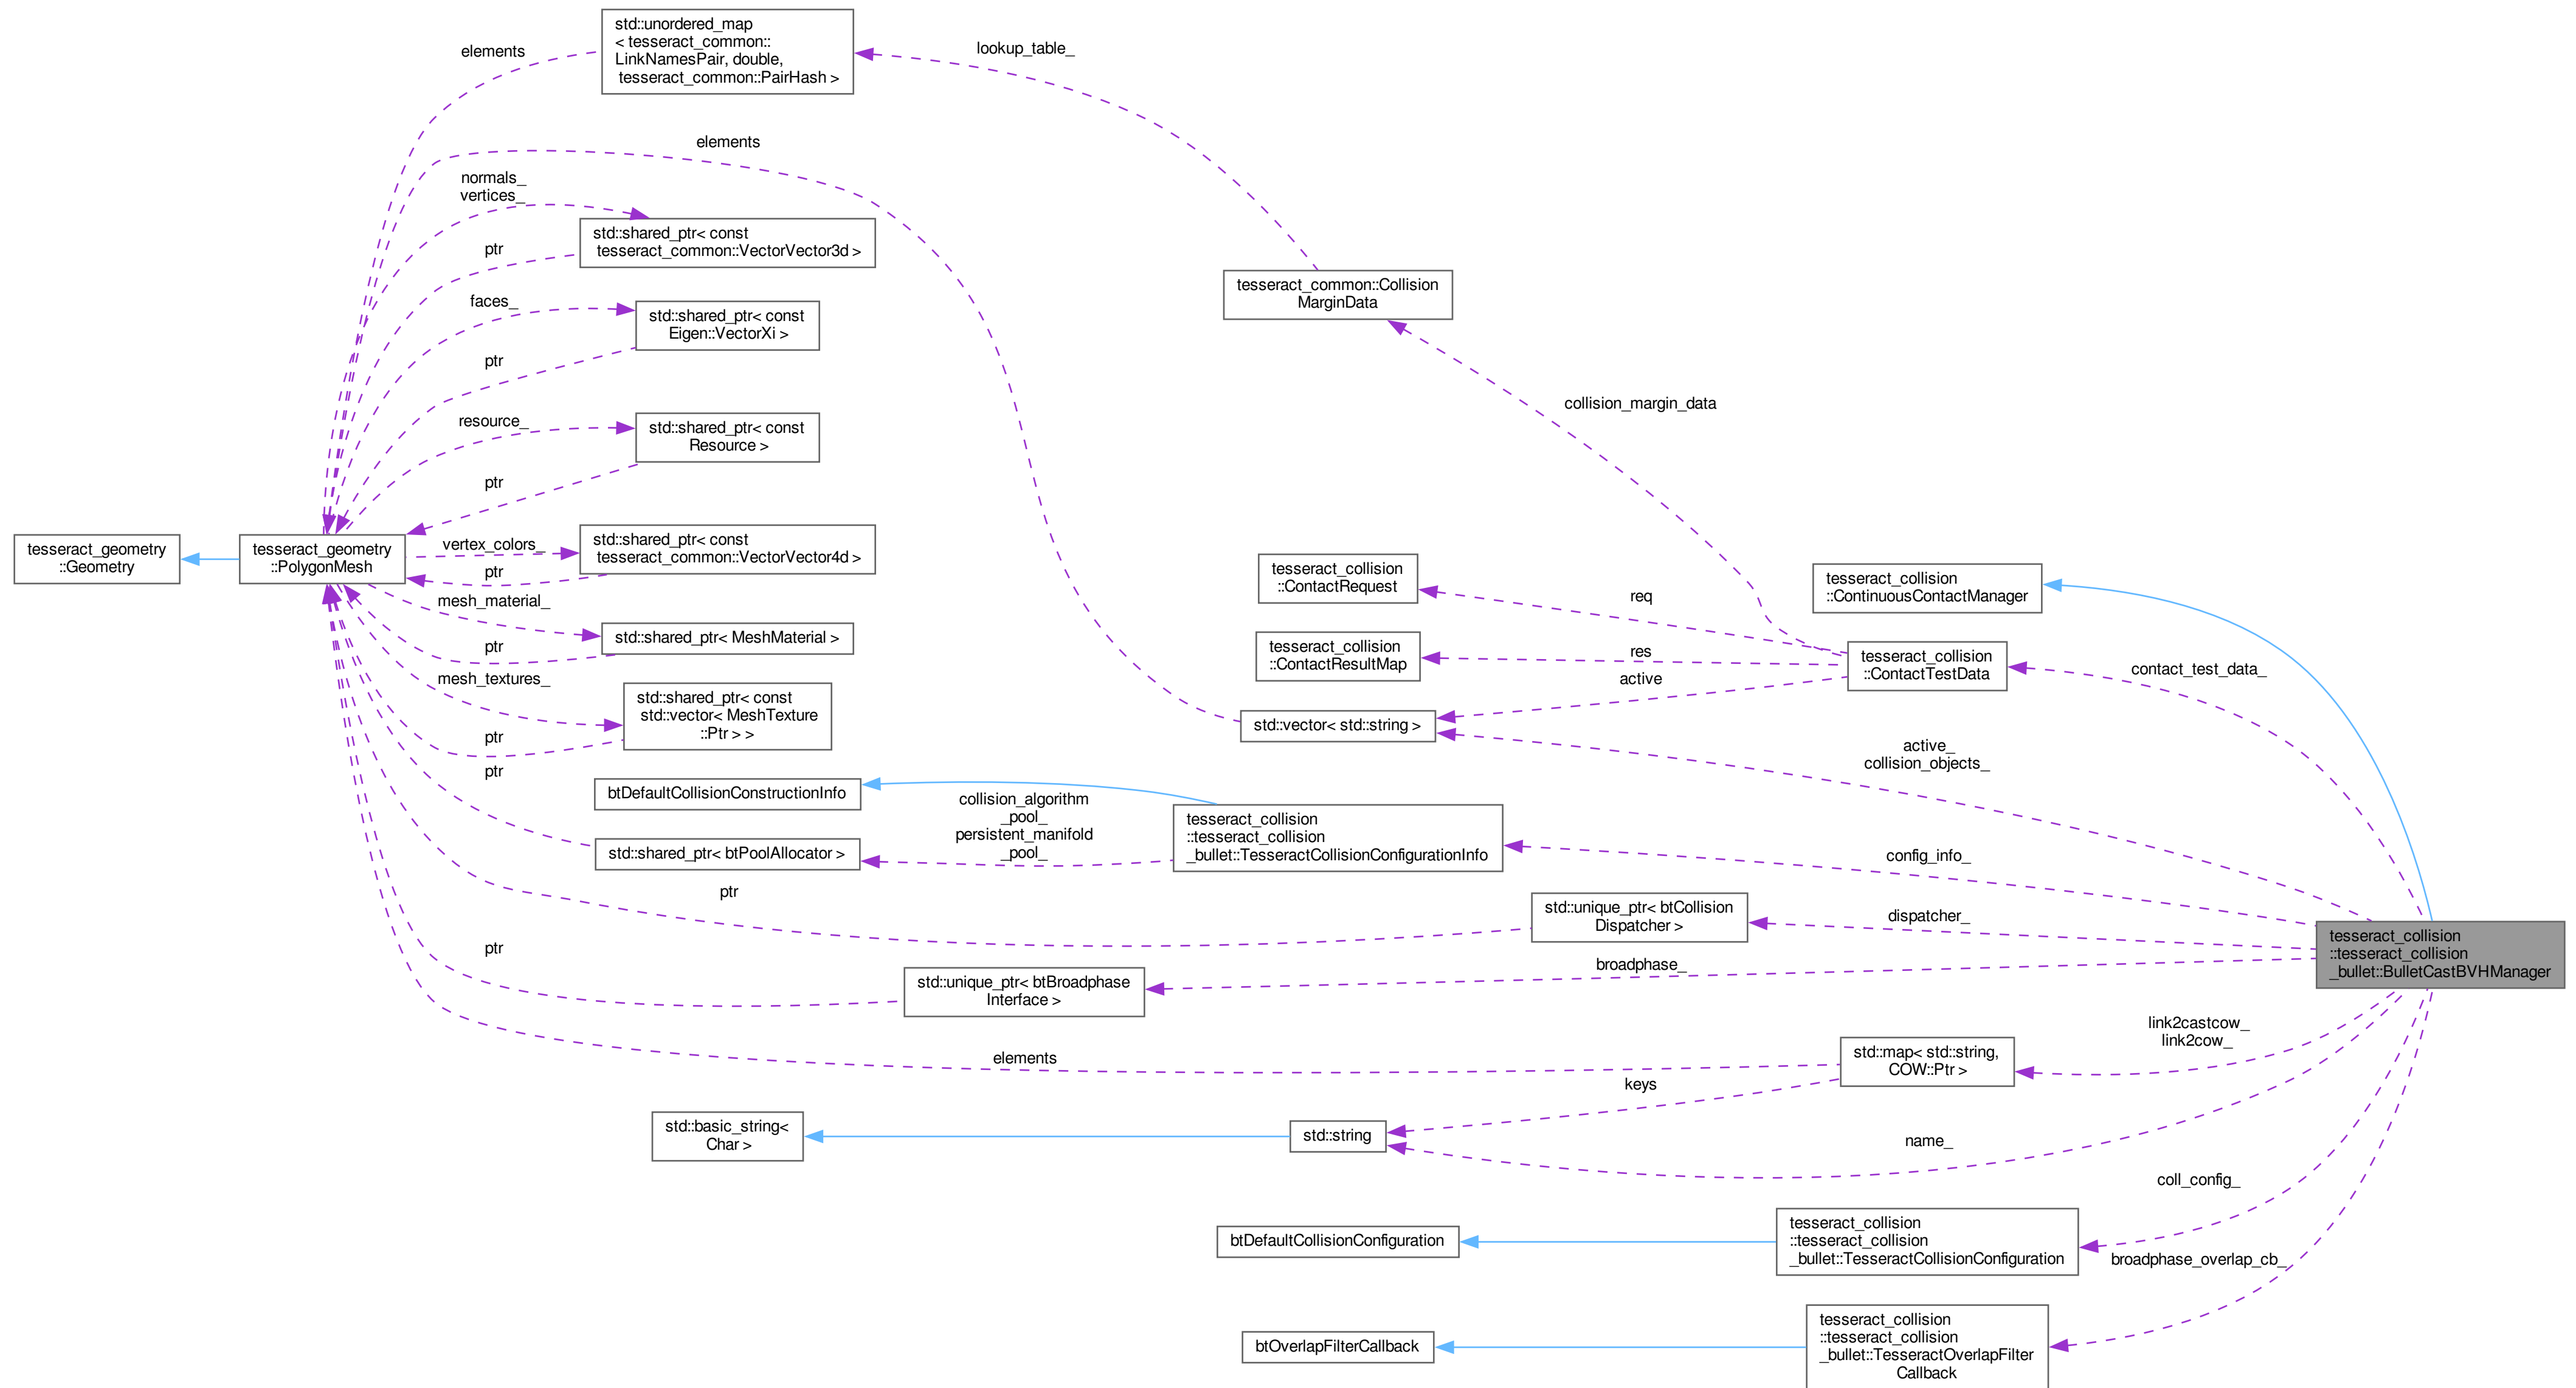 std::unordered_map
< tesseract_common::
LinkNamesPair, double,
tesseract_common::PairHash >
elements
lookup_table_
elements
normals_
vertices_
std::shared_ptr< const
tesseract_common::VectorVector3d >
ptr
tesseract_common::Collision
MarginData
faces_
std::shared_ptr< const
Eigen::VectorXi >
ptr
collision_margin_data
resource_
std::shared_ptr< const
Resource >
ptr
tesseract_geometry
::Geometry
tesseract_geometry
::PolygonMesh
vertex_colors_
std::shared_ptr< const
tesseract_common::VectorVector4d >
ptr
tesseract_collision
::ContactRequest
req
tesseract_collision
::ContinuousContactManager
mesh_material_
std::shared_ptr< MeshMaterial >
ptr
tesseract_collision
::ContactResultMap
res
tesseract_collision
::ContactTestData
contact_test_data_
mesh_textures_
std::shared_ptr< const
std::vector< MeshTexture
::Ptr > >
ptr
active
std::vector< std::string >
active_
collision_objects_
ptr
btDefaultCollisionConstructionInfo
collision_algorithm
_pool_
persistent_manifold
_pool_
tesseract_collision
::tesseract_collision
_bullet::TesseractCollisionConfigurationInfo
std::shared_ptr< btPoolAllocator >
config_info_
ptr
std::unique_ptr< btCollision
Dispatcher >
dispatcher_
tesseract_collision
::tesseract_collision
_bullet::BulletCastBVHManager
ptr
std::unique_ptr< btBroadphase
Interface >
broadphase_
link2castcow_
link2cow_
elements
std::map< std::string,
COW::Ptr >
keys
std::basic_string<
Char >
std::string
name_
coll_config_
btDefaultCollisionConfiguration
tesseract_collision
::tesseract_collision
_bullet::TesseractCollisionConfiguration
broadphase_overlap_cb_
btOverlapFilterCallback
tesseract_collision
::tesseract_collision
_bullet::TesseractOverlapFilter
Callback